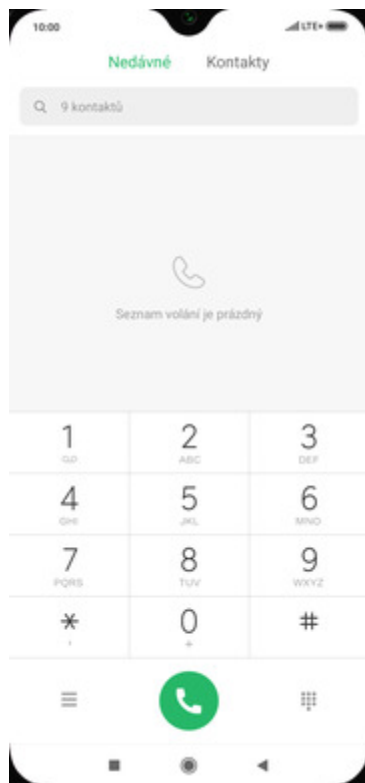 10:00 LTE+
Nedávné Kontakty
9 kontaktů
Seznam volání je prázdný
1 2 3
ABC DEF
4 5 6
GHI JKL MNO
7 8 9
PQRS TUV WXYZ
* 0 #
, +